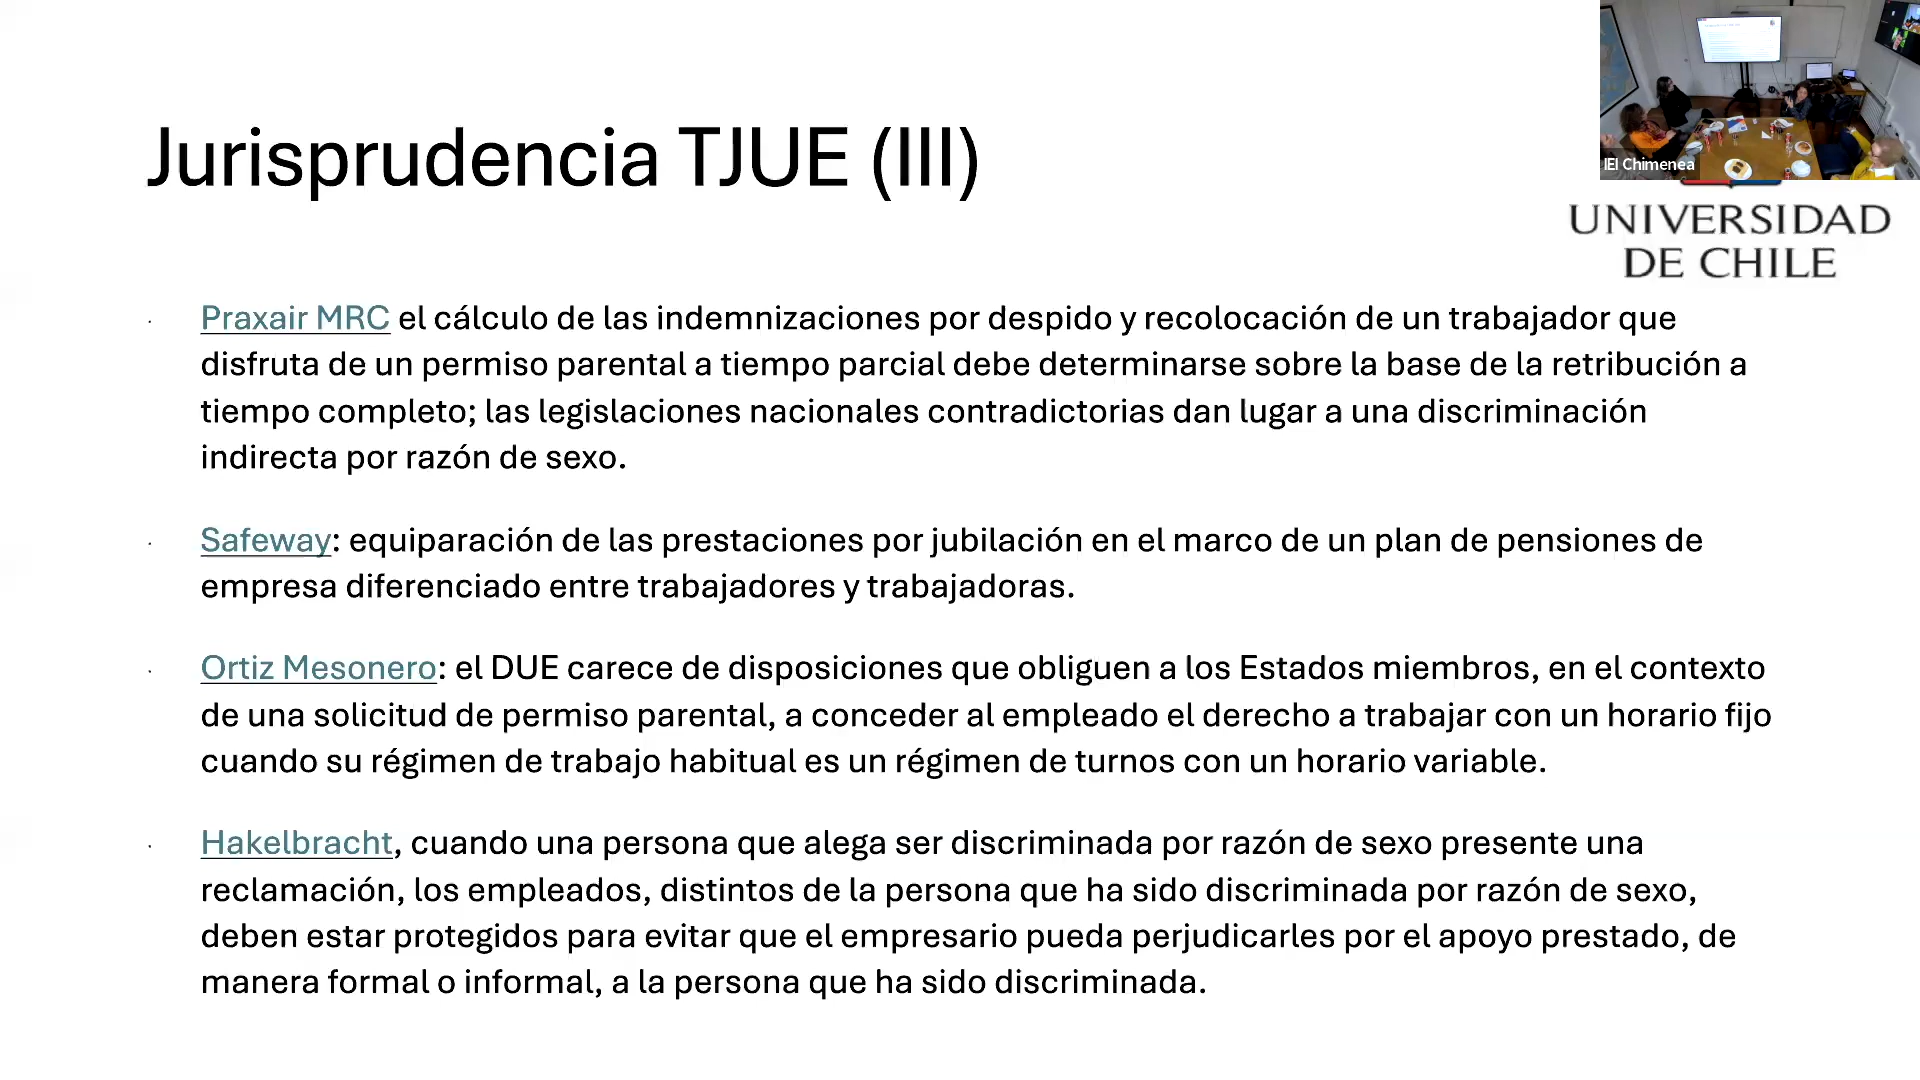 Jurisprudencia TJUE (III)
IEI Chimenea
UNIVERSIDAD
DE CHILE
Praxair MRC el cálculo de las indemnizaciones por despido y recolocación de un trabajador que
disfruta de un permiso parental a tiempo parcial debe determinarse sobre la base de la retribución a
tiempo completo; las legislaciones nacionales contradictorias dan lugar a una discriminación
indirecta por razón de sexo.
Safeway: equiparación de las prestaciones por jubilación en el marco de un plan de pensiones de
empresa diferenciado entre trabajadores y trabajadoras.
Ortiz Mesonero: el DUE carece de disposiciones que obliguen a los Estados miembros, en el contexto
de una solicitud de permiso parental, a conceder al empleado el derecho a trabajar con un horario fijo
cuando su régimen de trabajo habitual es un régimen de turnos con un horario variable.
Hakelbracht, cuando una persona que alega ser discriminada por razón de sexo presente una
reclamación, los empleados, distintos de la persona que ha sido discriminada por razón de sexo,
deben estar protegidos para evitar que el empresario pueda perjudicarles por el apoyo prestado, de
manera formal o informal, a la persona que ha sido discriminada.